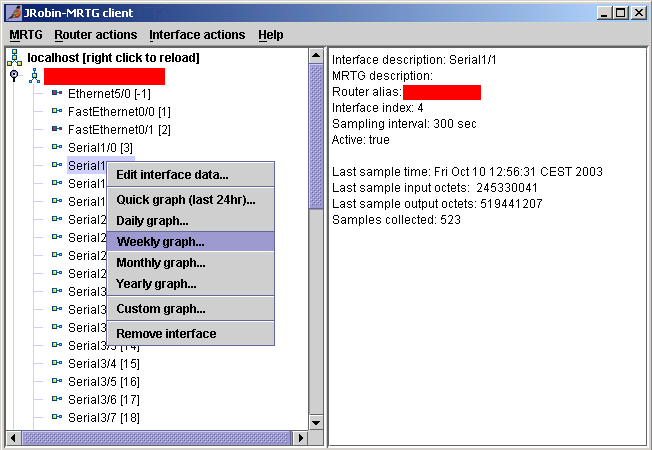 JRobin-MRTG client
MRTG Router actions Interface actions Help
localhost [right click to reload]
Ethernet5/0 [-1]
FastEthernet0/0 [1]
FastEthernet0/1 [2]
Serial1/0 [3]
Serial1
Serial1
Serial1
Serial2
Serial2
Serial2
Serial2
Serial3
Serial3
Serial3
Serial3/3 [14]
Serial3/4 [15]
Serial3/5 [16]
Serial3/6 [17]
Serial3/7 [18]
Edit interface data...
Quick graph (last 24hr)...
Daily graph...
Weekly graph...
Monthly graph...
Yearly graph...
Custom graph...
Remove interface
Interface description: Serial1/1
MRTG description:
Router alias:
Interface index: 4
Sampling interval: 300 sec
Active: true
Last sample time: Fri Oct 10 12:56:31 CEST 2003
Last sample input octets: 245330041
Last sample output octets: 519441207
Samples collected: 523